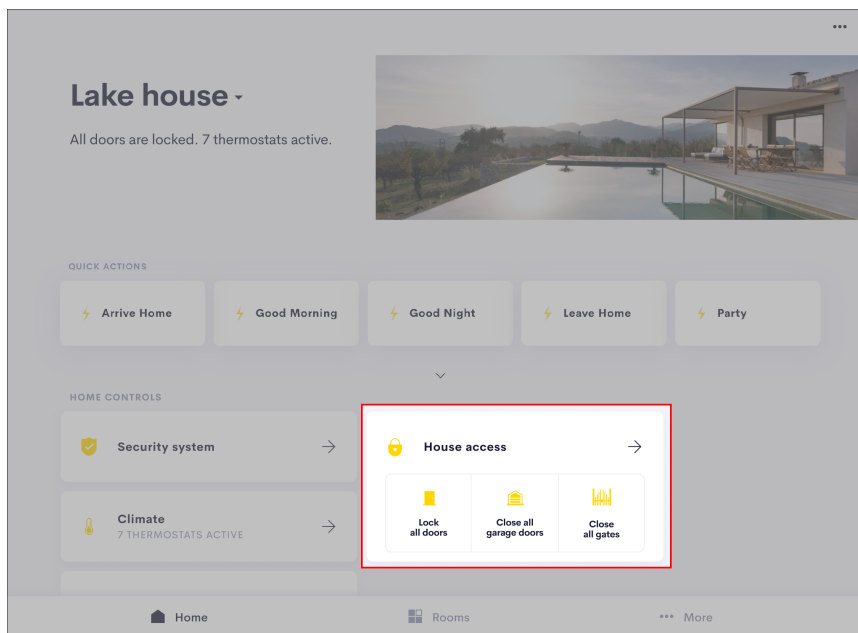 Lake house
All doors are locked. 7 thermostats active.
QUICK ACTIONS
Arrive Home
Good Morning
Good Night
Leave Home
Party
HOME CONTROLS
Security system
House access
Lock
all doors
Close all
garage doors
Close
all gates
Climate
7 THERMOSTATS ACTIVE
Home
Rooms
More